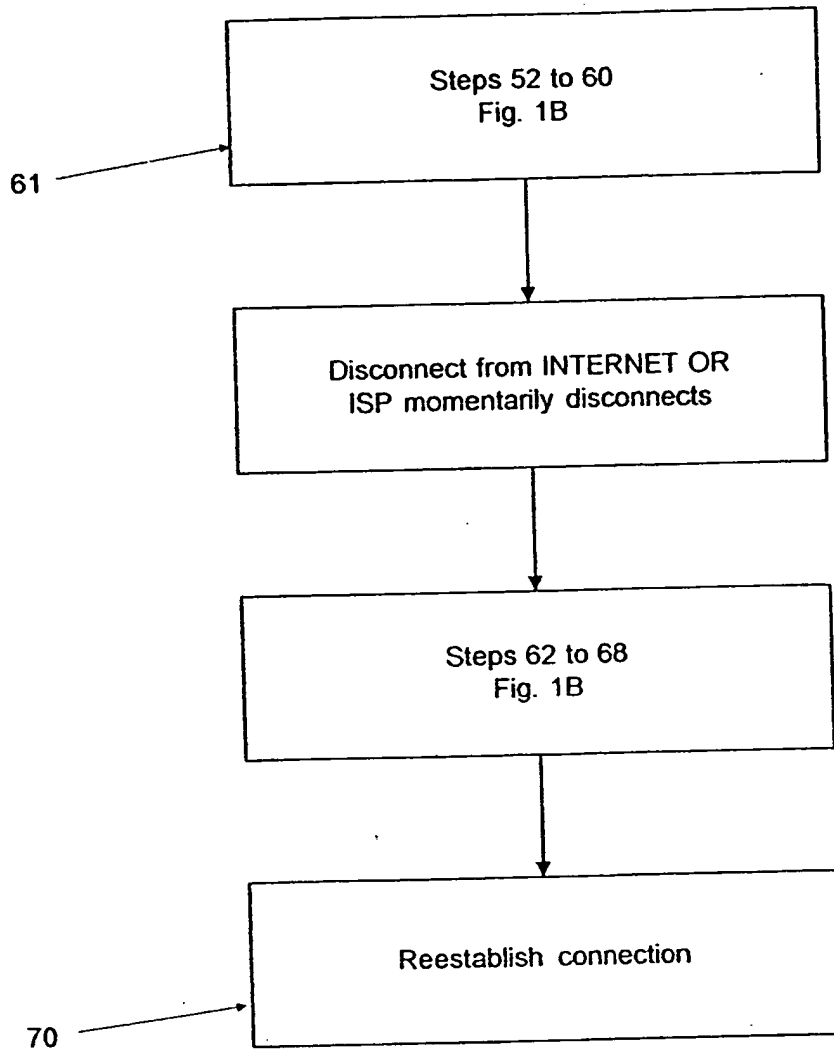 Steps 52 to 60
Fig. 1B
61
Disconnect from INTERNET OR
ISP momentarily disconnects
Steps 62 to 68
Fig. 1B
Reestablish connection
70